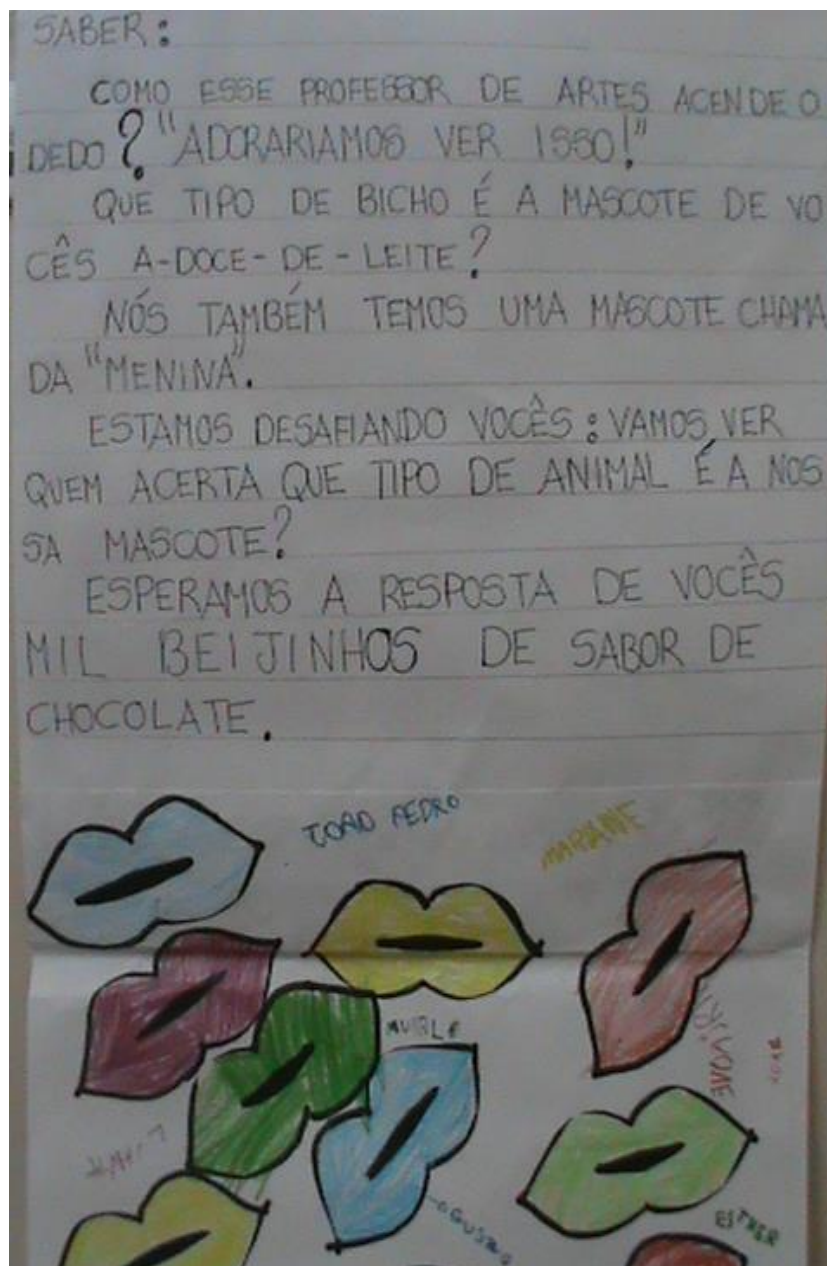 SABER:
COMO ESSE PROFESSOR DE ARTES ACENDE O
DEDO? "ADORARIAMOS VER ISSO!"
QUE TIPO DE BICHO É A MASCOTE DE VO
CÊS A-DOCE-DE-LEITE?
NÓS TAMBÉM TEMOS UMA MASCOTE CHAMA
DA "MENINA".
ESTAMOS DESAFIANDO VOCÊS: VAMOS VER
QUEM ACERTA QUE TIPO DE ANIMAL É A NOS
SA MASCOTE?
ESPERAMOS A RESPOSTA DE VOCÊS
MIL BEIJINHOS DE SABOR DE
CHOCOLATE.
JOAO PEDRO
ESTHER